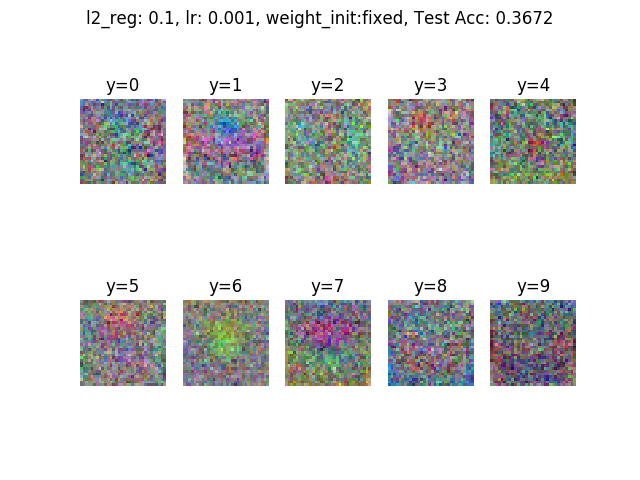 l2_reg: 0.1, lr: 0.001, weight_init:fixed, Test Acc: 0.3672
y=0 y=1 y=2 y=3 y=4
y=5 y=6 y=7 y=8 y=9